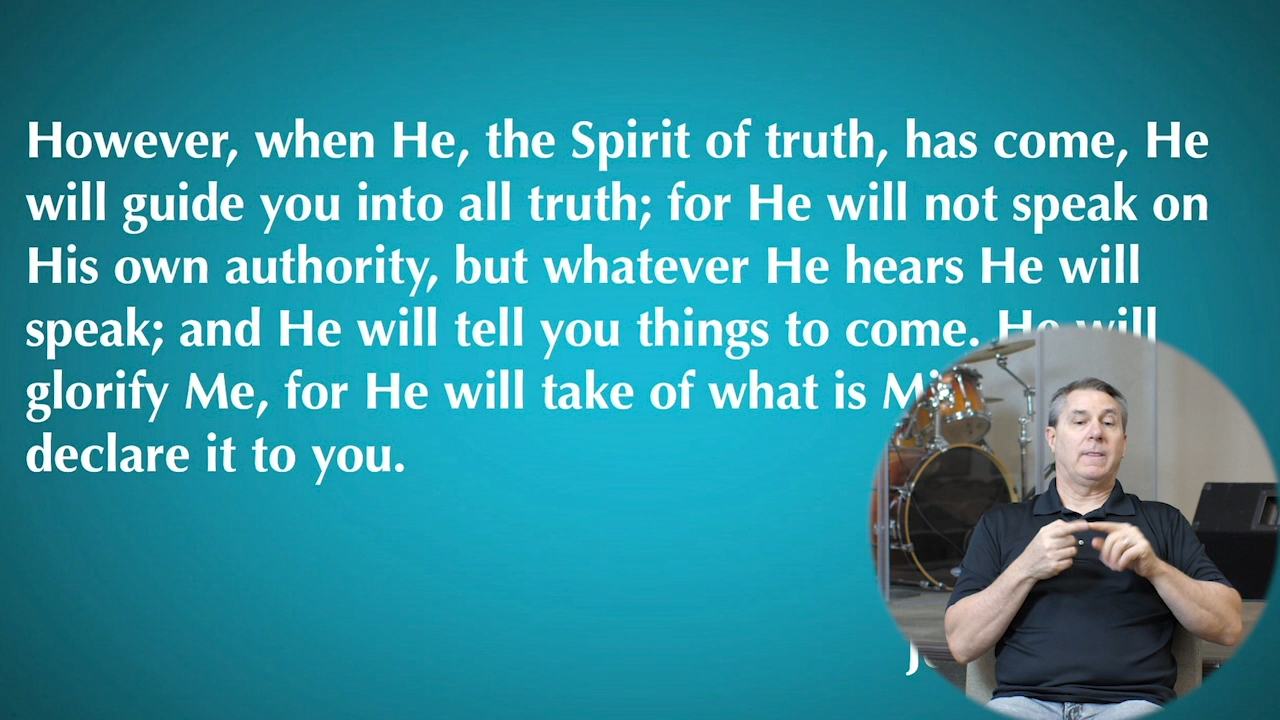 However, when He, the Spirit of truth, has come, He
will guide you into all truth; for He will not speak on
His own authority, but whatever He hears He will
speak; and He will tell you things to come. He will
glorify Me, for He will take of what is
declare it to you.